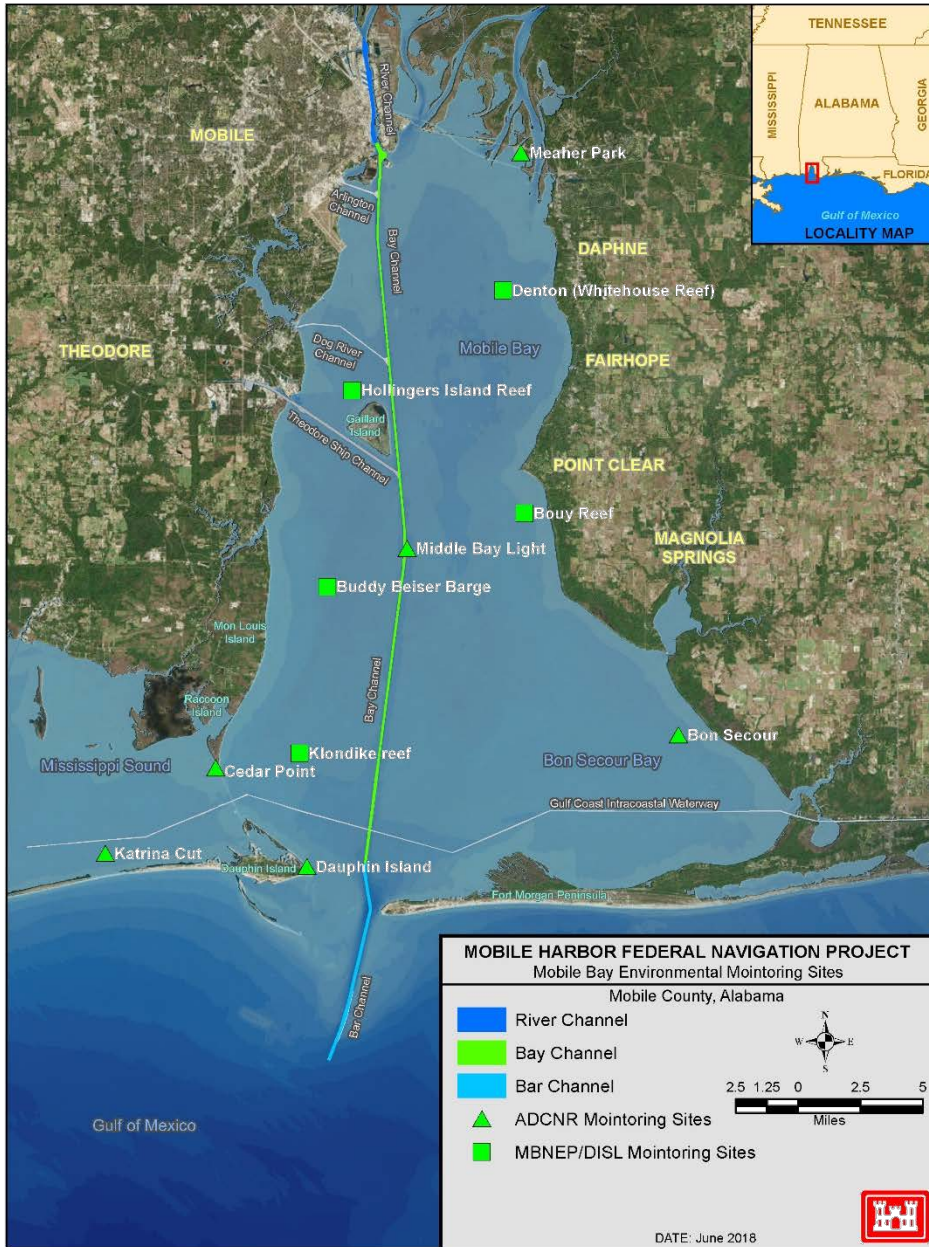 TENNESSEE
MISSISSIPPI
ALABAMA
GEORGIA
FLORIDA
Gulf of Mexico
LOCALITY MAP
River Channel
MOBILE
Meaher Park
Arlington
Channel
Bay Channel
DAPHNE
Denton (Whitehouse Reef)
THEODORE
Dog River
Channel
Mobile Bay
FAIRHOPE
Hollingers Island Reef
Gaillard
Island
Theodore Ship Channel
POINT CLEAR
Bouy Reef
Middle Bay Light
MAGNOLIA
SPRINGS
Buddy Beiser Barge
Mon Louis
Island
Bay Channel
Raccoon
Island
Klondike reef
Bon Secour
Mississippi Sound
Cedar Point
Bon Secour Bay
Gulf Coast Intracoastal Waterway
Katrina Cut
Dauphin Island
Dauphin Island
Fort Morgan Peninsula
Bar Channel
Gulf of Mexico
MOBILE HARBOR FEDERAL NAVIGATION PROJECT
Mobile Bay Environmental Mointoring Sites
Mobile County, Alabama
River Channel
Bay Channel
Bar Channel
ADCNR Mointoring Sites
MBNEP/DISL Mointoring Sites
N
W E
S
2.5 1.25 0 2.5 5
Miles
DATE: June 2018